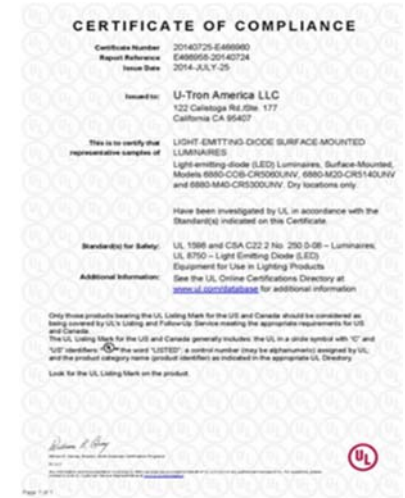 CERTIFICATE OF COMPLIANCE
Certificate Number 20140725-E466960
Report Reference E466958-20140724
Issue Date 2014-JULY-25
Issued to: U-Tron America LLC
122 Calistoga Rd./Ste. 177
California CA 95407
This is to certify that representative samples of
LIGHT-EMITTING-DIODE SURFACE-MOUNTED
LUMINAIRES
Light-emitting-diode (LED) Luminaires, Surface-Mounted,
Models 6880-COB-CR5060UNV, 6880-M20-CR5140UNV
and 6880-M40-CR5300UNV. Dry locations only.
Have been investigated by UL in accordance with the
Standard(s) indicated on this Certificate.
Standard(s) for Safety: UL 1598 and CSA C22.2 No. 250.0-08 – Luminaires,
UL 8750 – Light Emitting Diode (LED)
Equipment for Use in Lighting Products
Additional Information: See the UL Online Certifications Directory at
www.ul.com/database for additional information
Only those products bearing the UL Listing Mark for the US and Canada should be considered as
being covered by UL's Listing and Follow-Up Service meeting the appropriate requirements for US
and Canada.
The UL Listing Mark for the US and Canada generally includes: the UL in a circle symbol with "C" and
"US" identifiers: the word "LISTED"; a control number (may be alphanumeric) assigned by UL;
and the product category name (product identifier) as indicated in the appropriate UL Directory.
Look for the UL Listing Mark on the product.
UL
Page 1 of 1